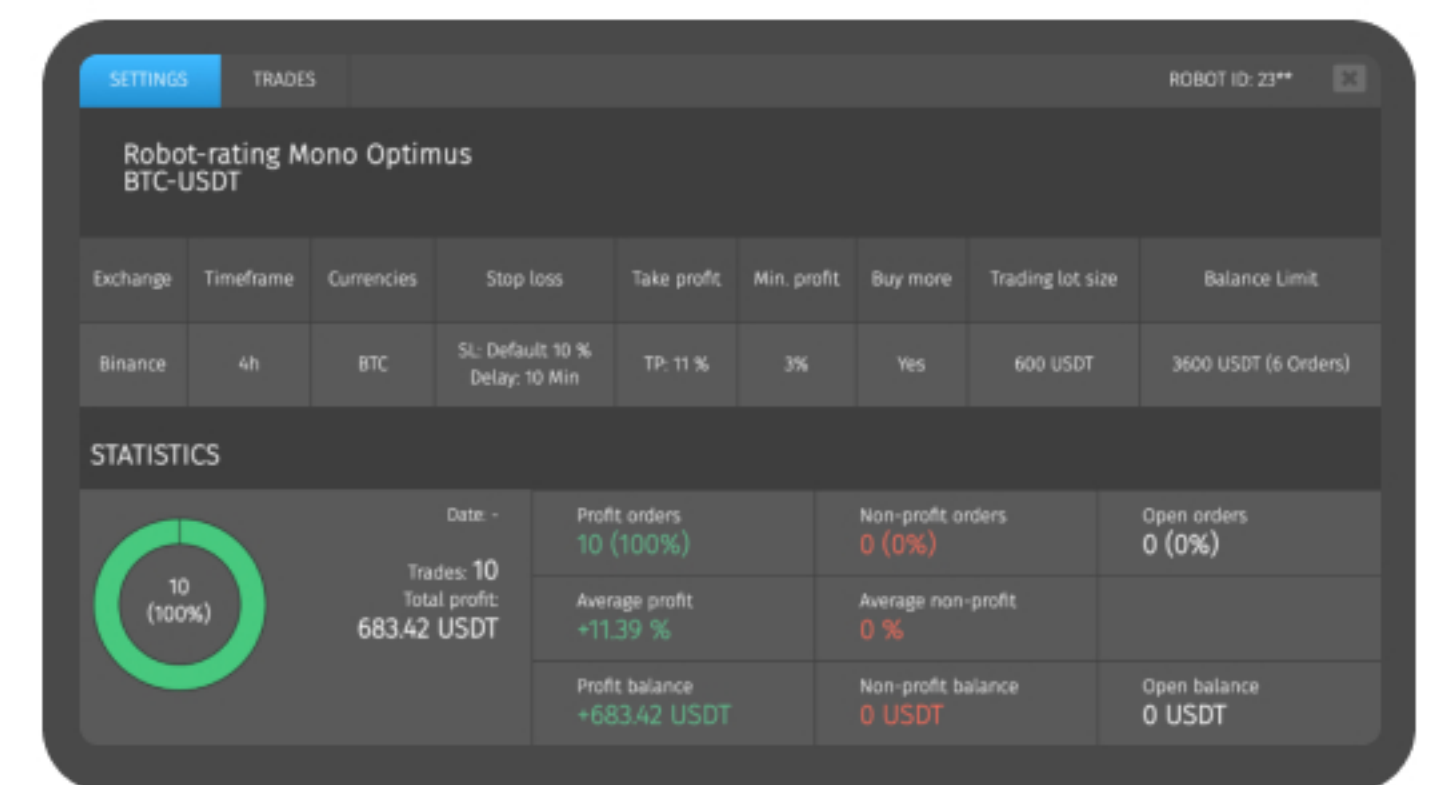 SETTINGS TRADES ROBOT ID: 23**
Robot-rating Mono Optimus
BTC-USDT
Exchange Timeframe Currencies Stop loss Take profit Min. profit Buy more Trading lot size Balance Limit
Binance 4h BTC SL: Default 10 % TP: 11 % 3% Yes 600 USDT 3600 USDT (6 Orders)
Delay: 10 Min
STATISTICS
Date: - Profit orders Non-profit orders Open orders
10 (100%) 0 (0%) 0 (0%)
10
(100%)
Trades: 10
Total profit:
683.42 USDT
Average profit Average non-profit
+11.39 % 0 %
Profit balance Non-profit balance Open balance
+683.42 USDT 0 USDT 0 USDT